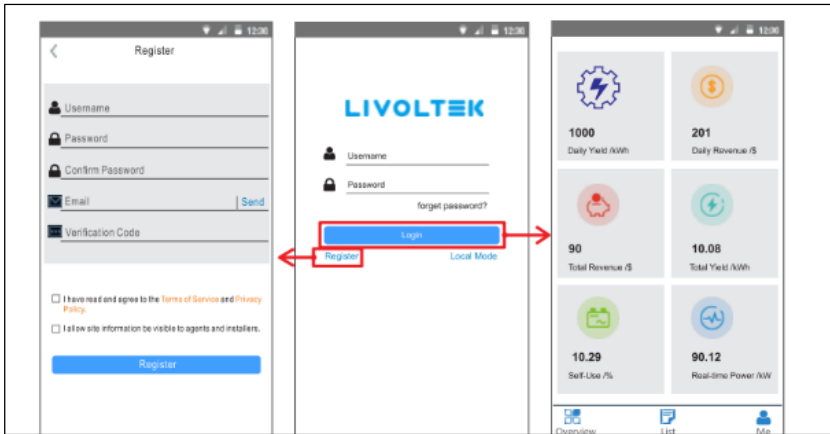 12:30
Register
Username
Password
Confirm Password
Email
Send
Verification Code
I have read and agree to the Terms of Service and Privacy
Policy.
I allow site information be visible to agents and installers.
Register
12:30
LIVOLTEK
Username
Password
forget password?
Login
Register
Local Mode
12:30
1000
Daily Yield /kWh
201
Daily Revenue /$
90
Total Revenue /$
10.08
Total Yield /kWh
10.29
Self-Use /%
90.12
Real-time Power /kW
Overview
List
Me